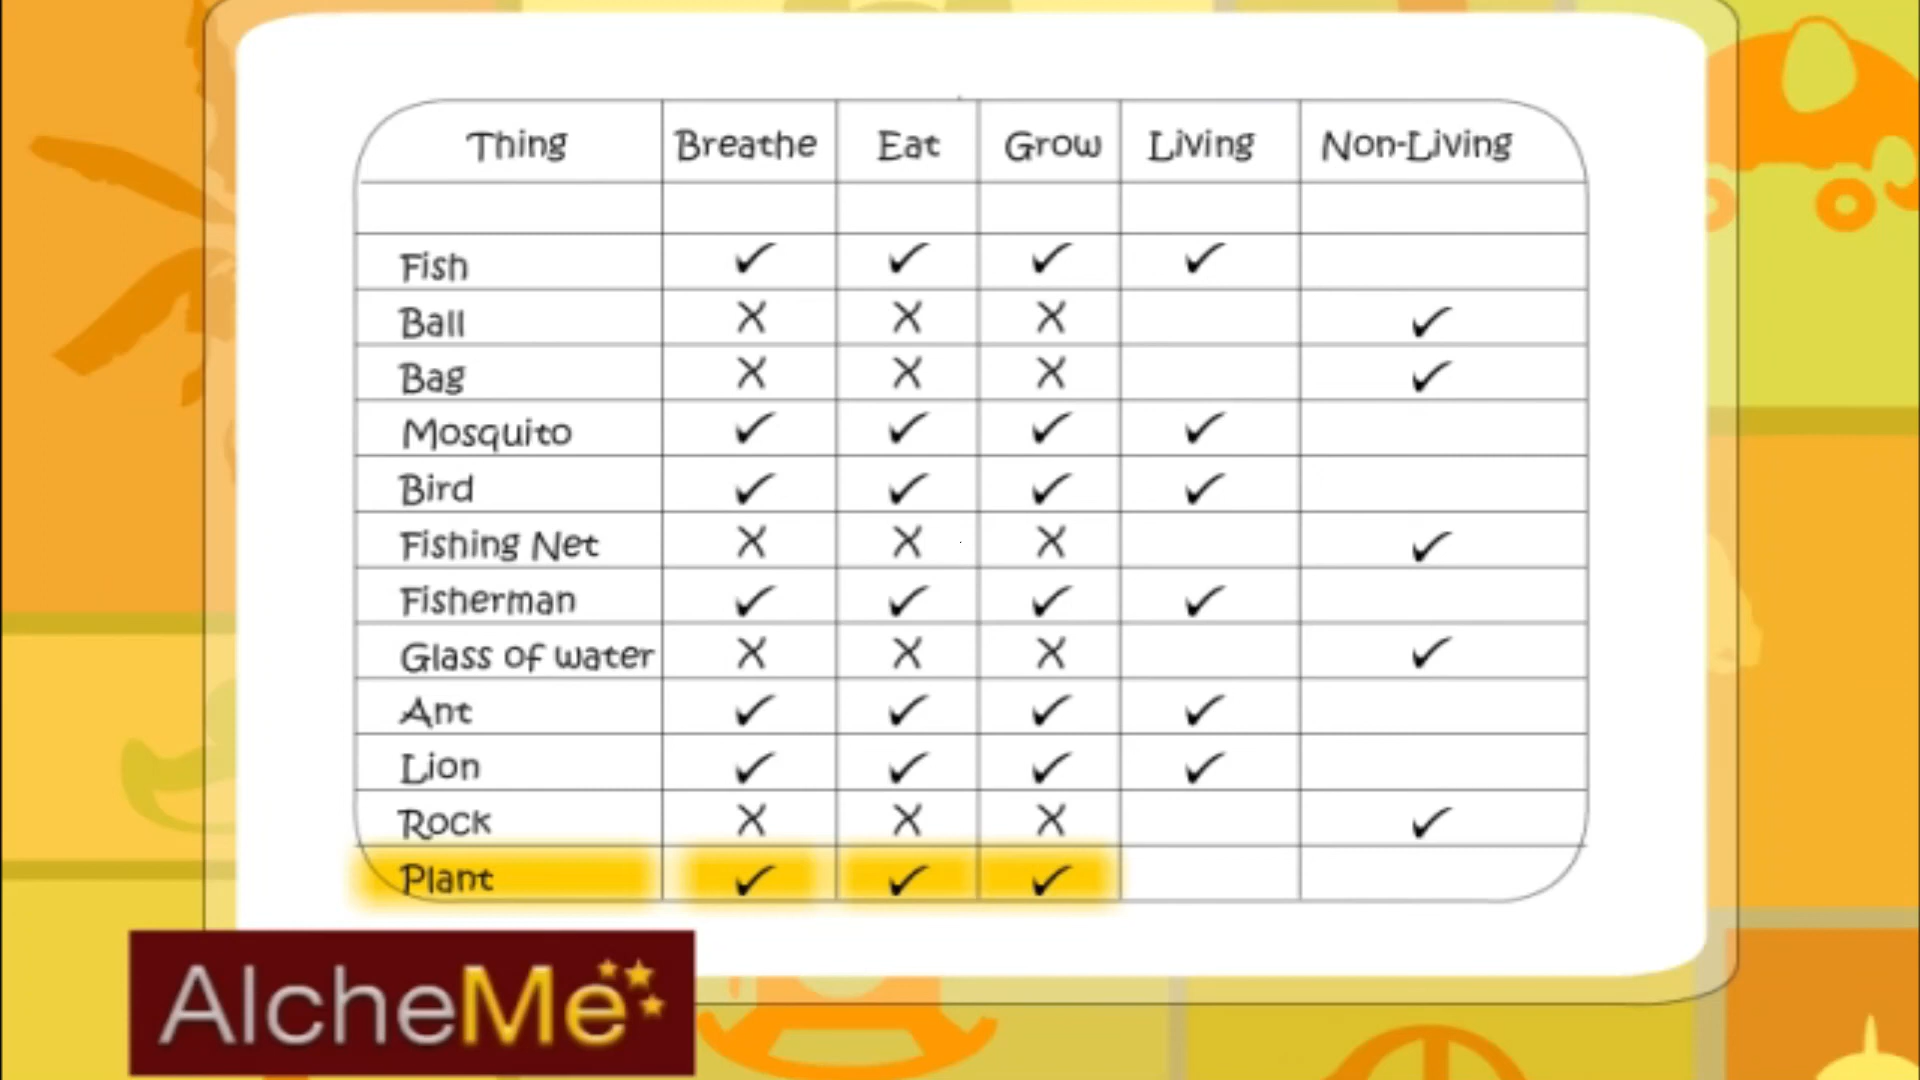 Thing Breathe Eat Grow Living Non-Living
Fish ✓ ✓ ✓ ✓
Ball X X X ✓
Bag X X X ✓
Mosquito ✓ ✓ ✓ ✓
Bird ✓ ✓ ✓ ✓
Fishing Net X X X ✓
Fisherman ✓ ✓ ✓ ✓
Glass of water X X X ✓
Ant ✓ ✓ ✓ ✓
Lion ✓ ✓ ✓ ✓
Rock X X X ✓
Plant ✓ ✓ ✓
AlcheMe